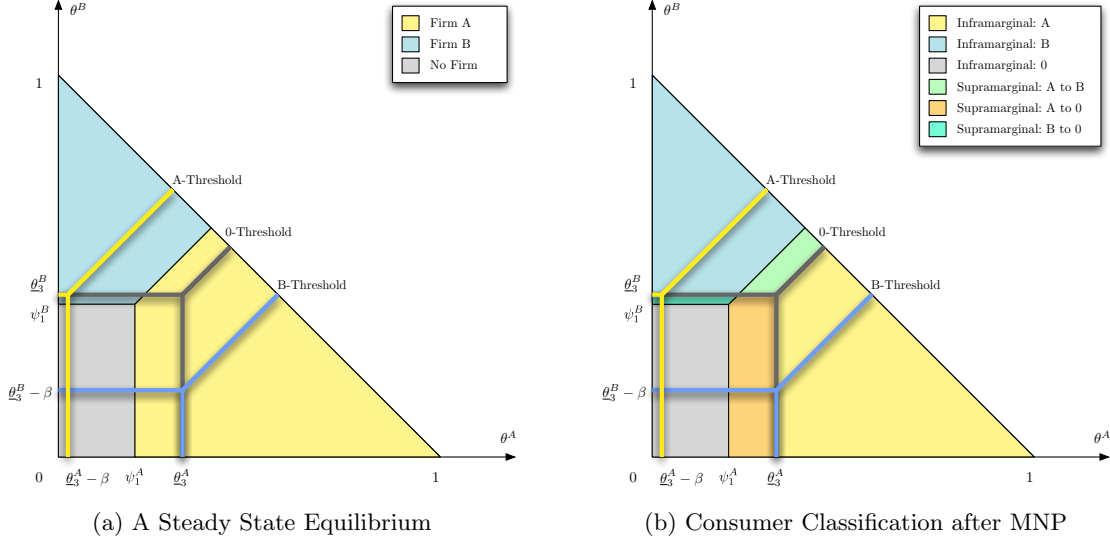 θ^B
Firm A
Firm B
No Firm
1
A-Threshold
0-Threshold
B-Threshold
θ̲_3^B
ψ_1^B
θ̲_3^B − β
θ^A
0
θ̲_3^A − β
ψ_1^A
θ̲_3^A
1
(a) A Steady State Equilibrium
θ^B
Inframarginal: A
Inframarginal: B
Inframarginal: 0
Supramarginal: A to B
Supramarginal: A to 0
Supramarginal: B to 0
1
A-Threshold
0-Threshold
B-Threshold
θ̲_3^B
ψ_1^B
θ̲_3^B − β
θ^A
0
θ̲_3^A − β
ψ_1^A
θ̲_3^A
1
(b) Consumer Classification after MNP